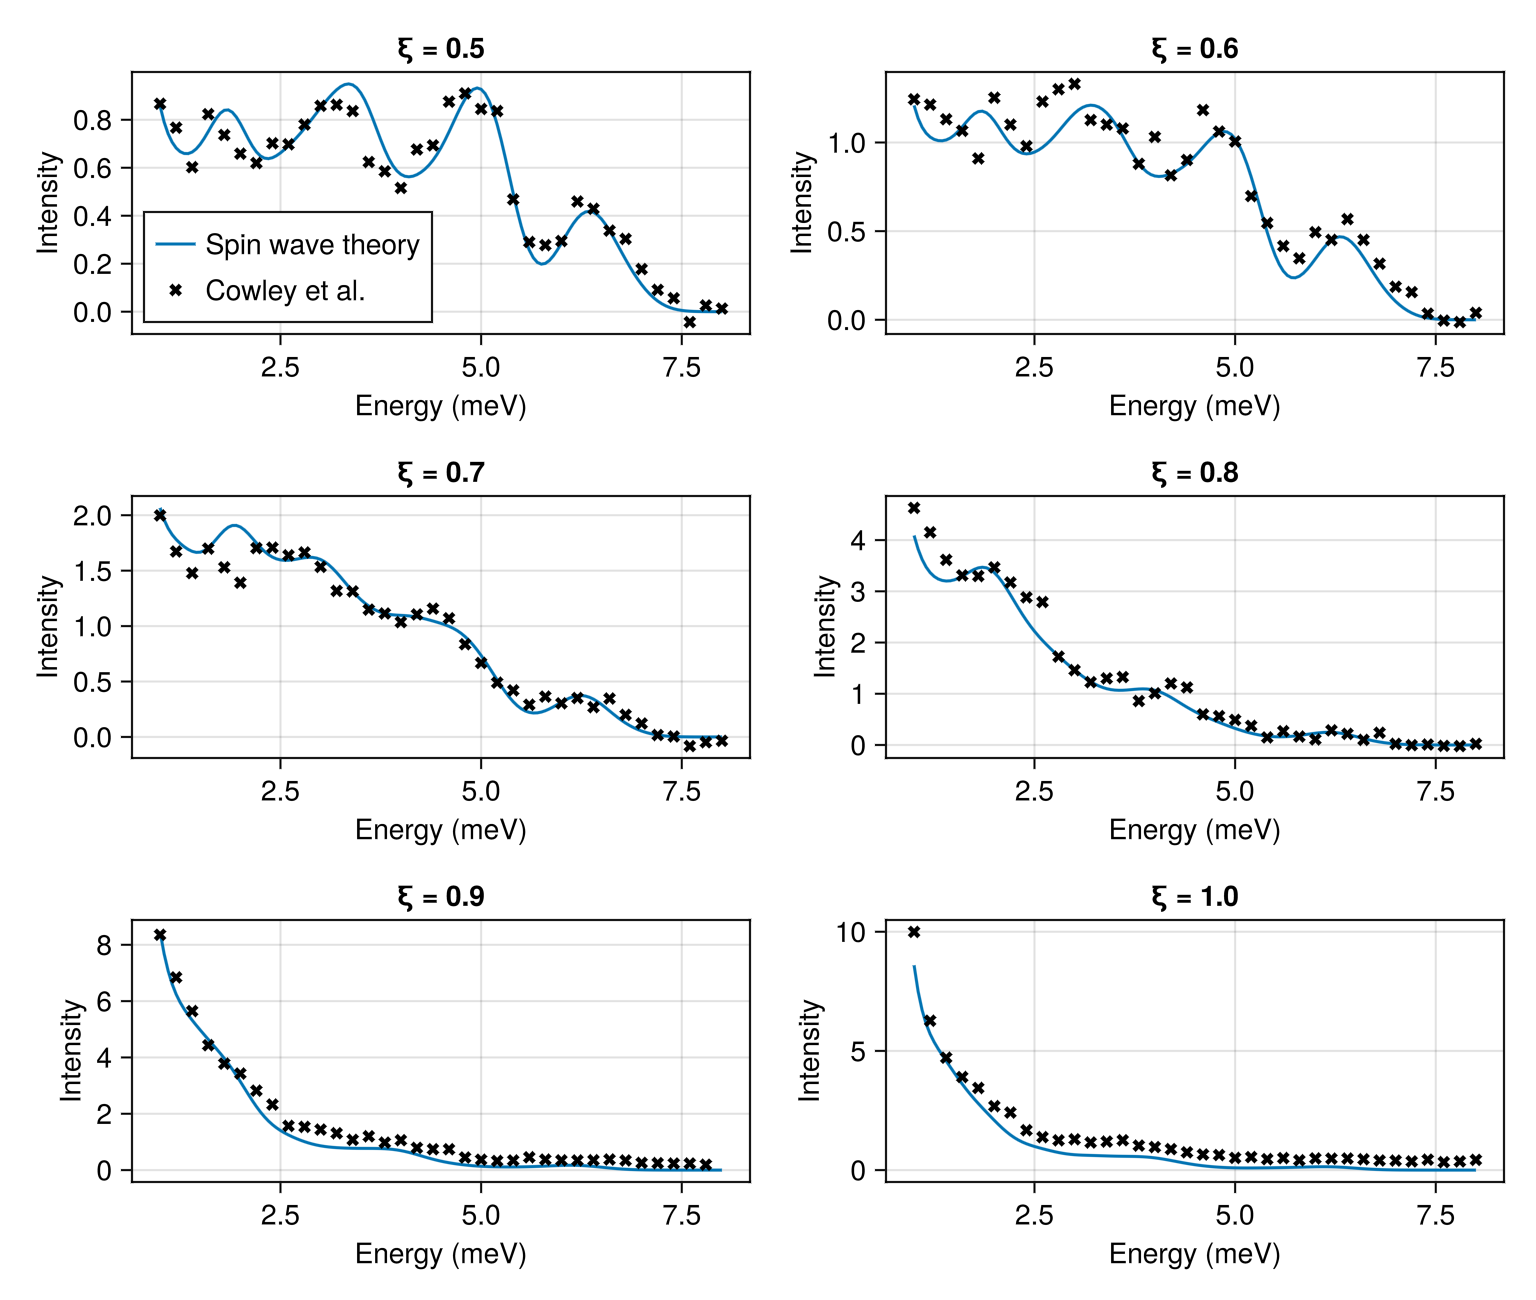 ξ = 0.5
Intensity
0.8
0.6
0.4
0.2
0.0
Spin wave theory
Cowley et al.
2.5 5.0 7.5
Energy (meV)
ξ = 0.6
Intensity
1.0
0.5
0.0
2.5 5.0 7.5
Energy (meV)
ξ = 0.7
Intensity
2.0
1.5
1.0
0.5
0.0
2.5 5.0 7.5
Energy (meV)
ξ = 0.8
Intensity
4
3
2
1
0
2.5 5.0 7.5
Energy (meV)
ξ = 0.9
Intensity
8
6
4
2
0
2.5 5.0 7.5
Energy (meV)
ξ = 1.0
Intensity
10
5
0
2.5 5.0 7.5
Energy (meV)